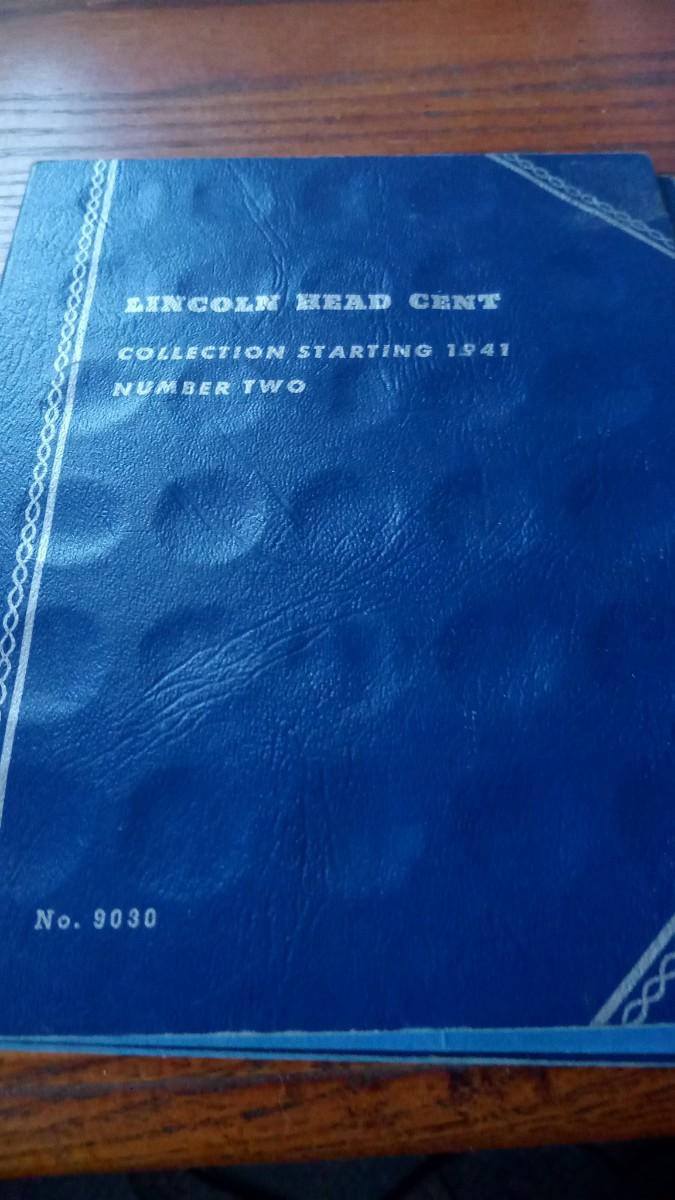 LINCOLN HEAD CENT
COLLECTION STARTING 1941
NUMBER TWO
No. 9030